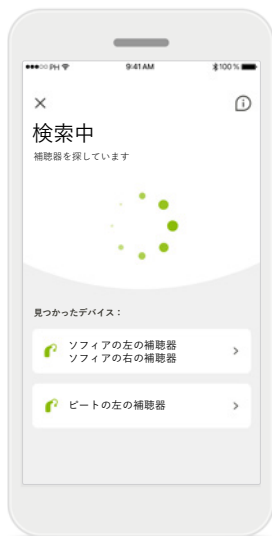 PH 9:41 AM 100 %
検索中
補聴器を探しています
見つかったデバイス：
ソフィアの左の補聴器
ソフィアの右の補聴器
ピートの左の補聴器